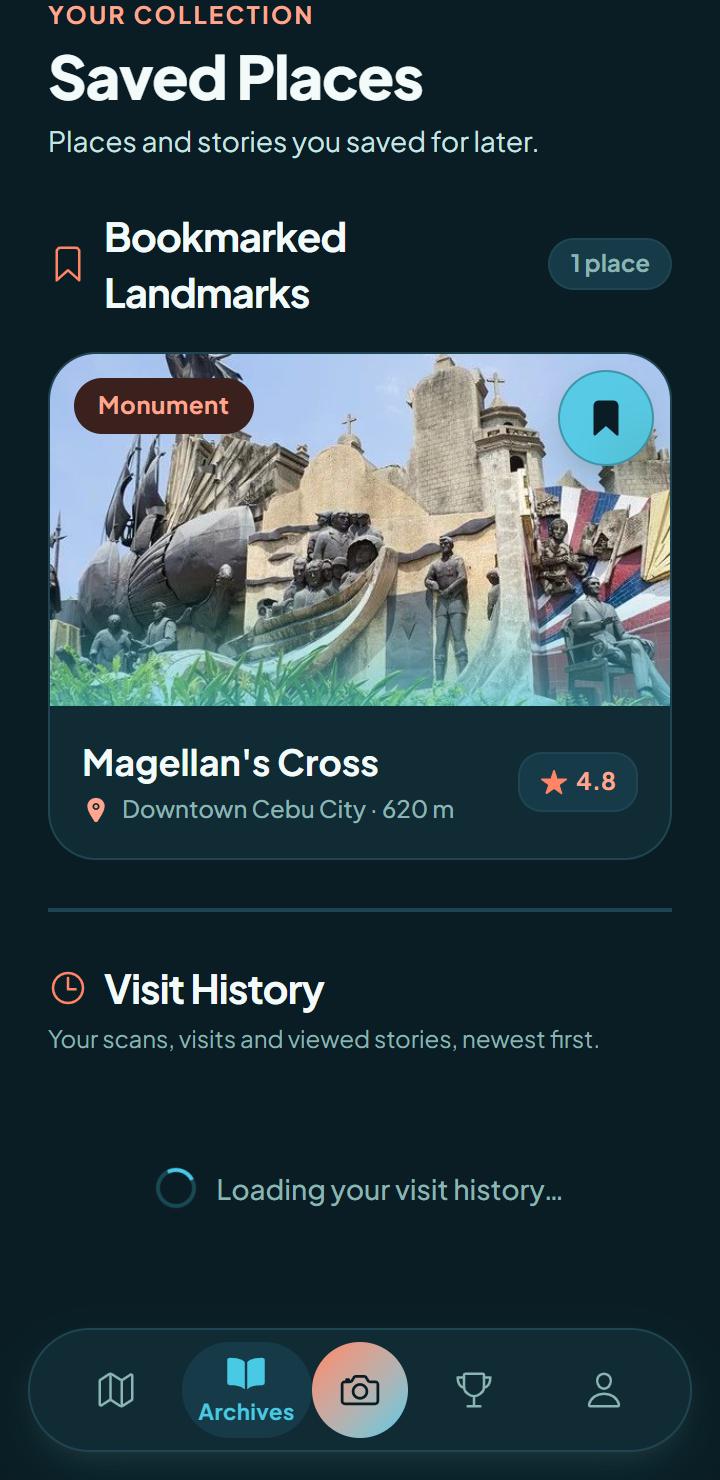 YOUR COLLECTION
Saved Places
Places and stories you saved for later.
Bookmarked
Landmarks
1 place
Monument
Magellan's Cross
4.8
Downtown Cebu City · 620 m
Visit History
Your scans, visits and viewed stories, newest first.
Loading your visit history…
Archives